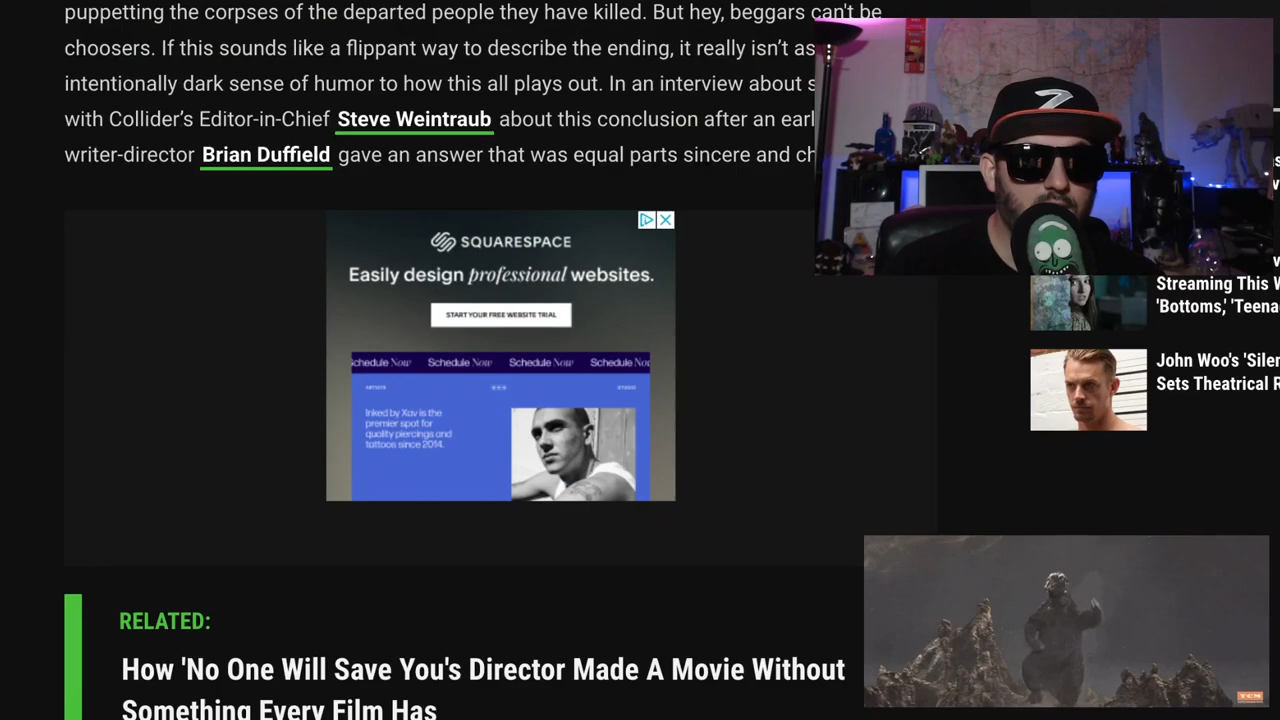 puppetting the corpses of the departed people they have killed. But hey, beggars can't be
choosers. If this sounds like a flippant way to describe the ending, it really isn't as
intentionally dark sense of humor to how this all plays out. In an interview about
with Collider's Editor-in-Chief Steve Weintraub about this conclusion after an
writer-director Brian Duffield gave an answer that was equal parts sincere and
SQUARESPACE
Easily design professional websites.
START YOUR FREE WEBSITE TRIAL
Schedule Now Schedule Now Schedule Now
ARTISTS
STUDIO
Inked by Xav is the
premier spot for
quality piercings and
tattoos since 2014.
Streaming This
'Bottoms,'
John Woo's
Sets Theatrical
TCM
RELATED:
How 'No One Will Save You's Director Made A Movie Without
Something Every Film Has